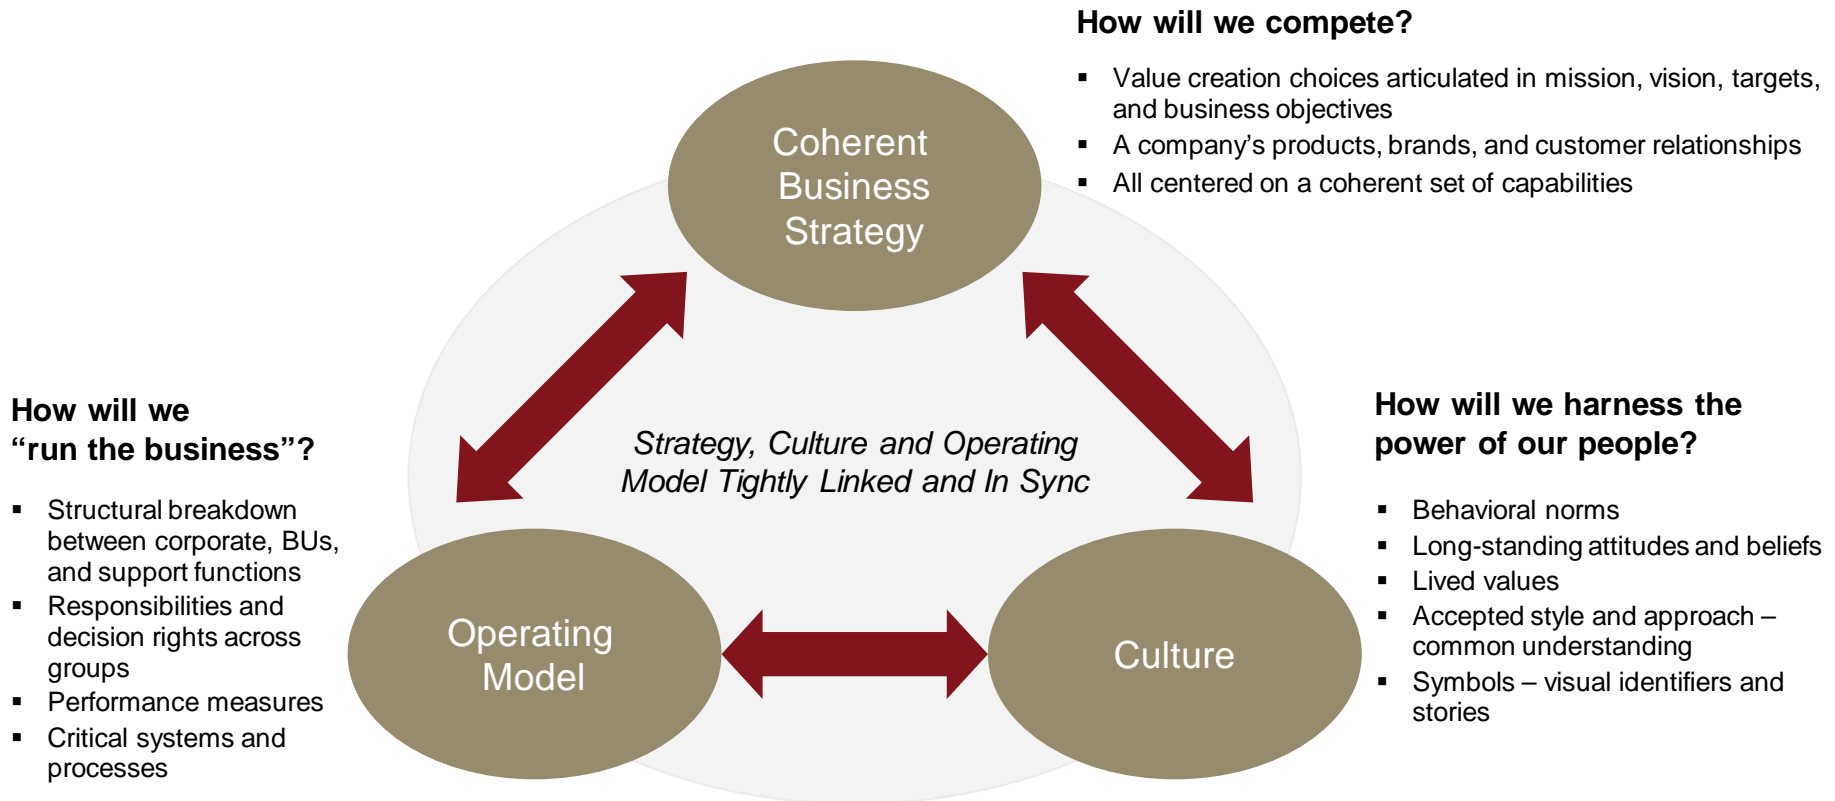 How will we compete?
▪ Value creation choices articulated in mission, vision, targets,
and business objectives
▪ A company’s products, brands, and customer relationships
▪ All centered on a coherent set of capabilities
Coherent
Business
Strategy
How will we
“run the business”?
▪ Structural breakdown
between corporate, BUs,
and support functions
▪ Responsibilities and
decision rights across
groups
▪ Performance measures
▪ Critical systems and
processes
Strategy, Culture and Operating
Model Tightly Linked and In Sync
How will we harness the
power of our people?
▪ Behavioral norms
▪ Long-standing attitudes and beliefs
▪ Lived values
▪ Accepted style and approach –
common understanding
▪ Symbols – visual identifiers and
stories
Operating
Model
Culture